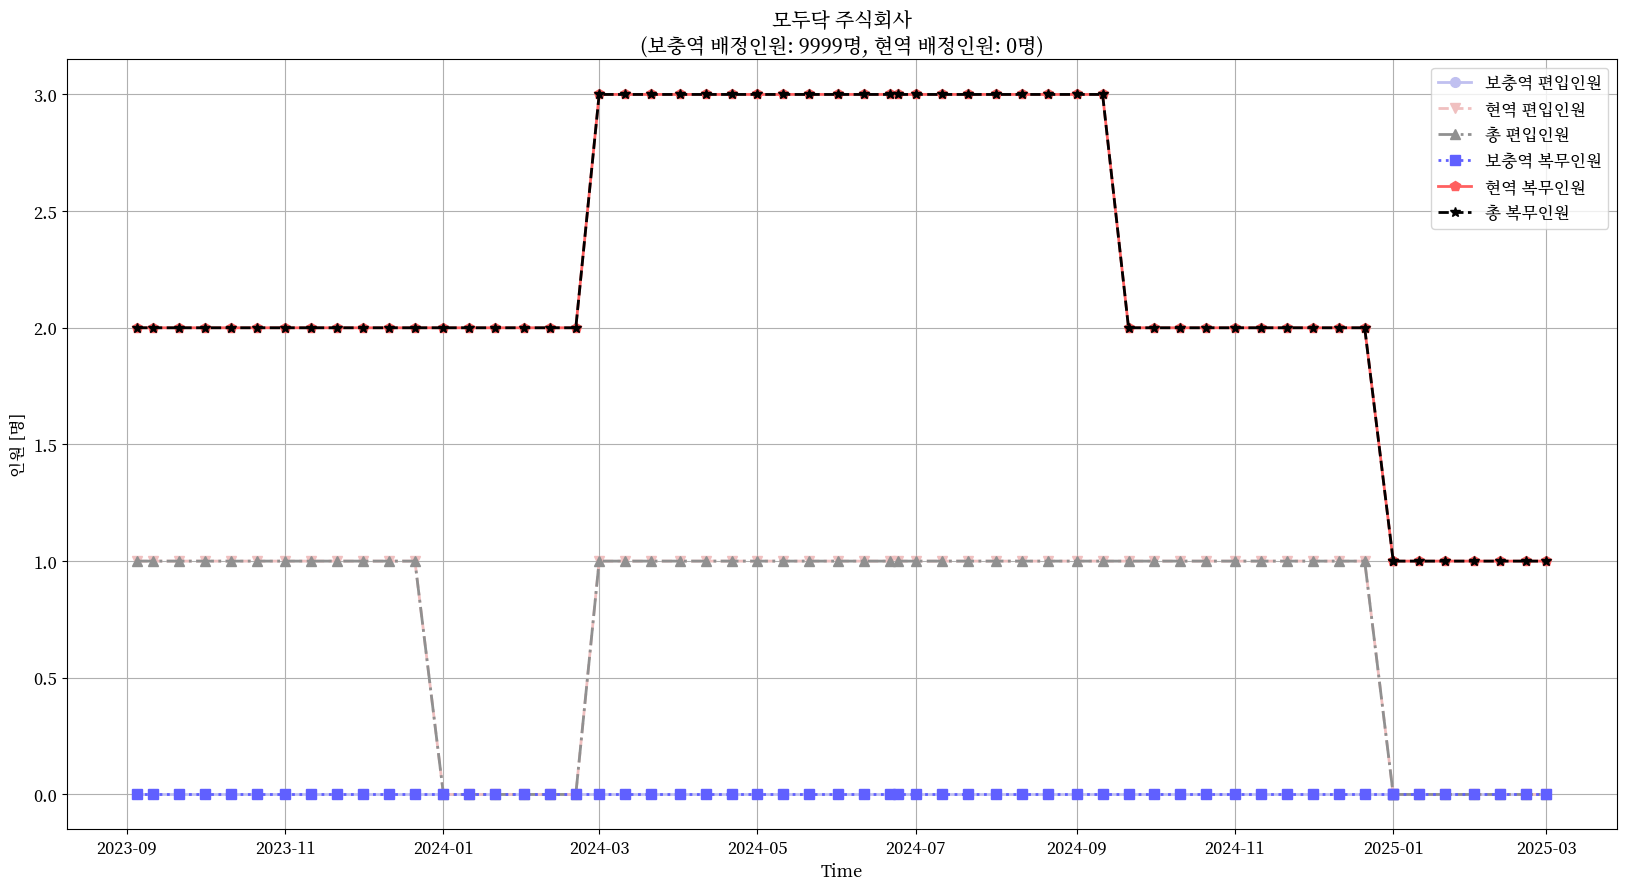 모두닥 주식회사
(보충역 배정인원: 9999명, 현역 배정인원: 0명)
보충역 편입인원
현역 편입인원
총 편입인원
보충역 복무인원
현역 복무인원
총 복무인원
3.0
2.5
2.0
1.5
1.0
0.5
0.0
인원 [명]
2023-09 2023-11 2024-01 2024-03 2024-05 2024-07 2024-09 2024-11 2025-01 2025-03
Time